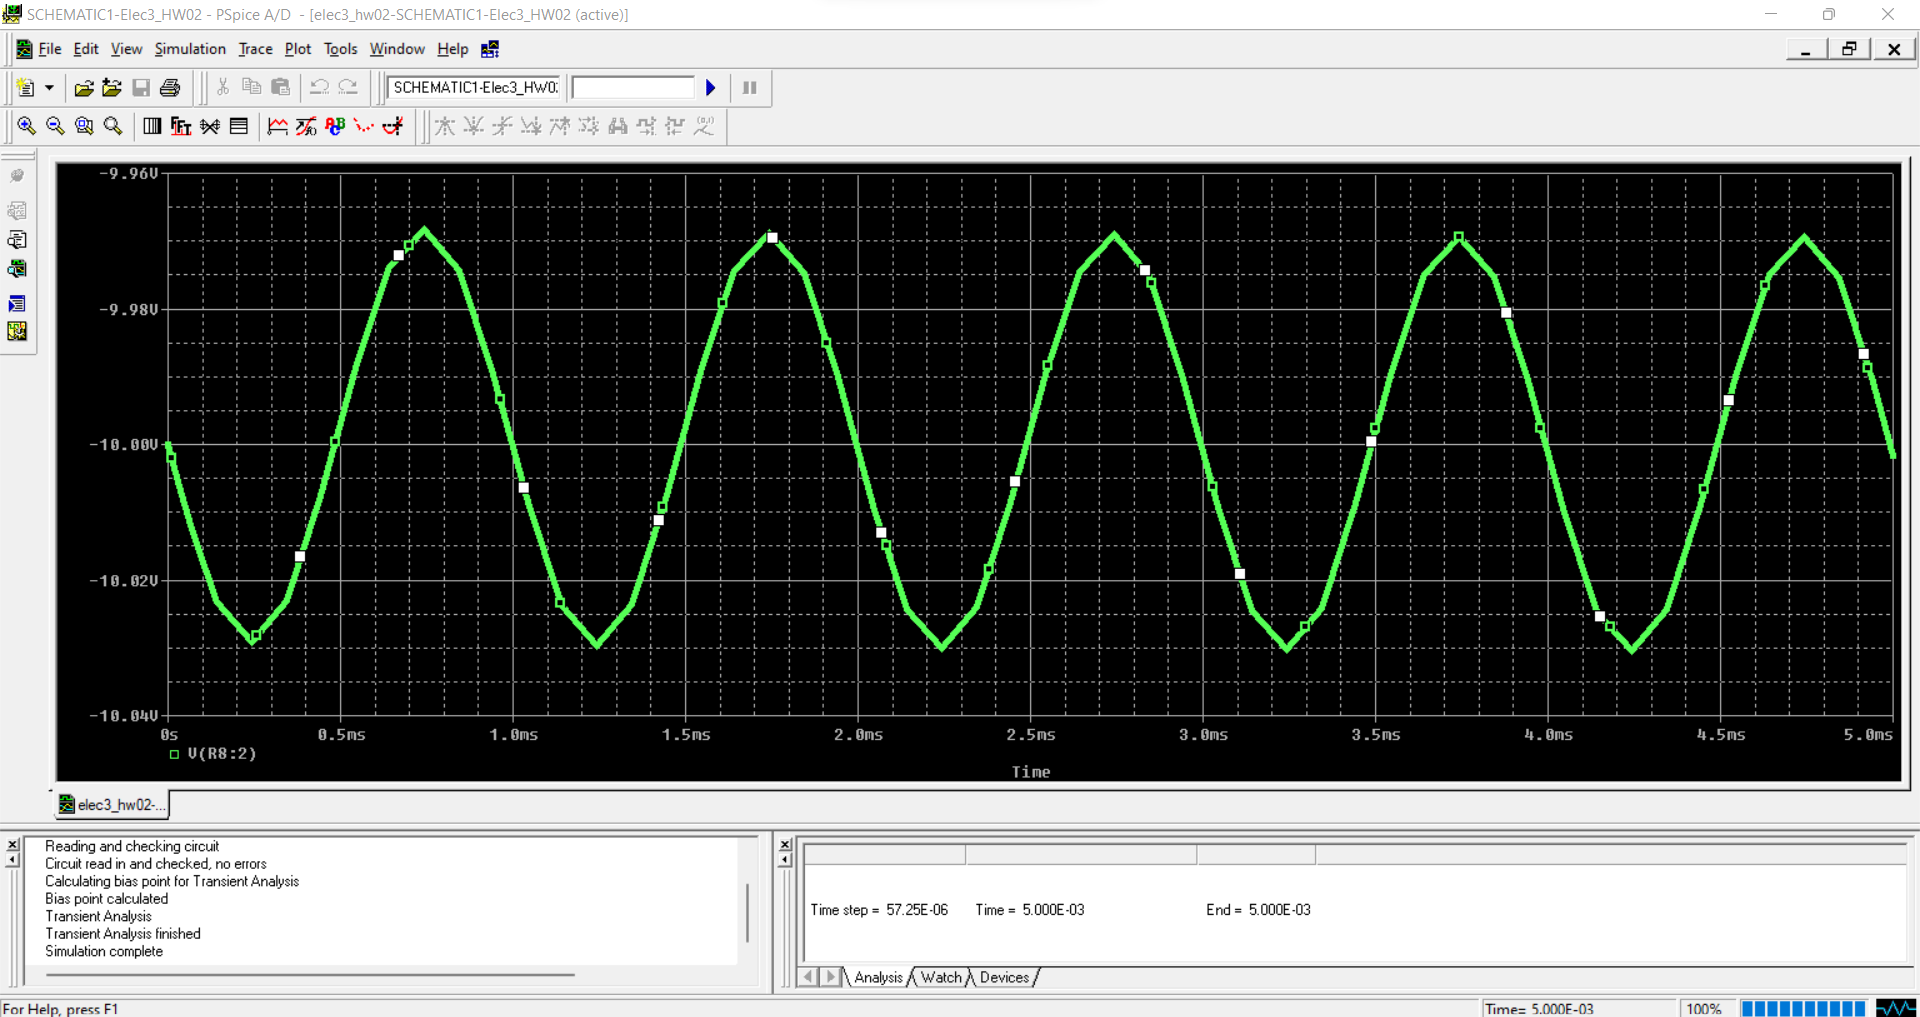 SCHEMATIC1-Elec3_HW02 - PSpice A/D - [elec3_hw02-SCHEMATIC1-Elec3_HW02 (active)]
File Edit View Simulation Trace Plot Tools Window Help
SCHEMATIC1-Elec3_HW0
-9.96V
-9.98V
-10.00V
-10.02V
-10.04V
0s 0.5ms 1.0ms 1.5ms 2.0ms 2.5ms 3.0ms 3.5ms 4.0ms 4.5ms 5.0ms
V(R8:2)
Time
elec3_hw02-...
Reading and checking circuit
Circuit read in and checked, no errors
Calculating bias point for Transient Analysis
Bias point calculated
Transient Analysis
Transient Analysis finished
Simulation complete
Time step = 57.25E-06 Time = 5.000E-03 End = 5.000E-03
Analysis Watch Devices
For Help, press F1
Time= 5.000E-03 100%